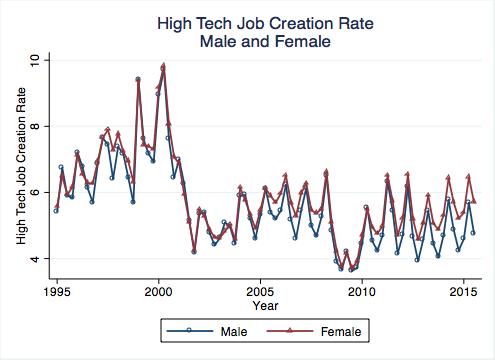 High Tech Job Creation Rate
Male and Female
High Tech Job Creation Rate
10
8
6
4
1995 2000 2005 2010 2015
Year
Male Female